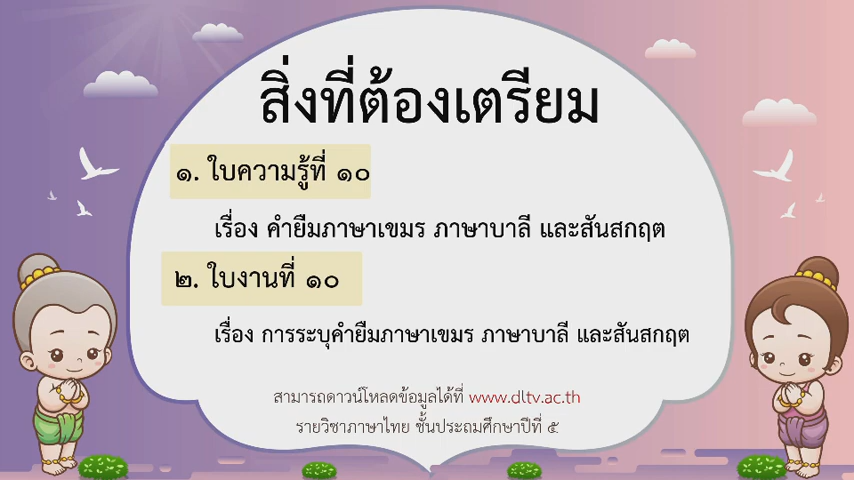 สิ่งที่ต้องเตรียม
๑. ใบความรู้ที่ ๑๐
เรื่อง คำยืมภาษาเขมร ภาษาบาลี และสันสกฤต
๒. ใบงานที่ ๑๐
เรื่อง การระบุคำยืมภาษาเขมร ภาษาบาลี และสันสกฤต
สามารถดาวน์โหลดข้อมูลได้ที่ www.dltv.ac.th
รายวิชาภาษาไทย ชั้นประถมศึกษาปีที่ ๕